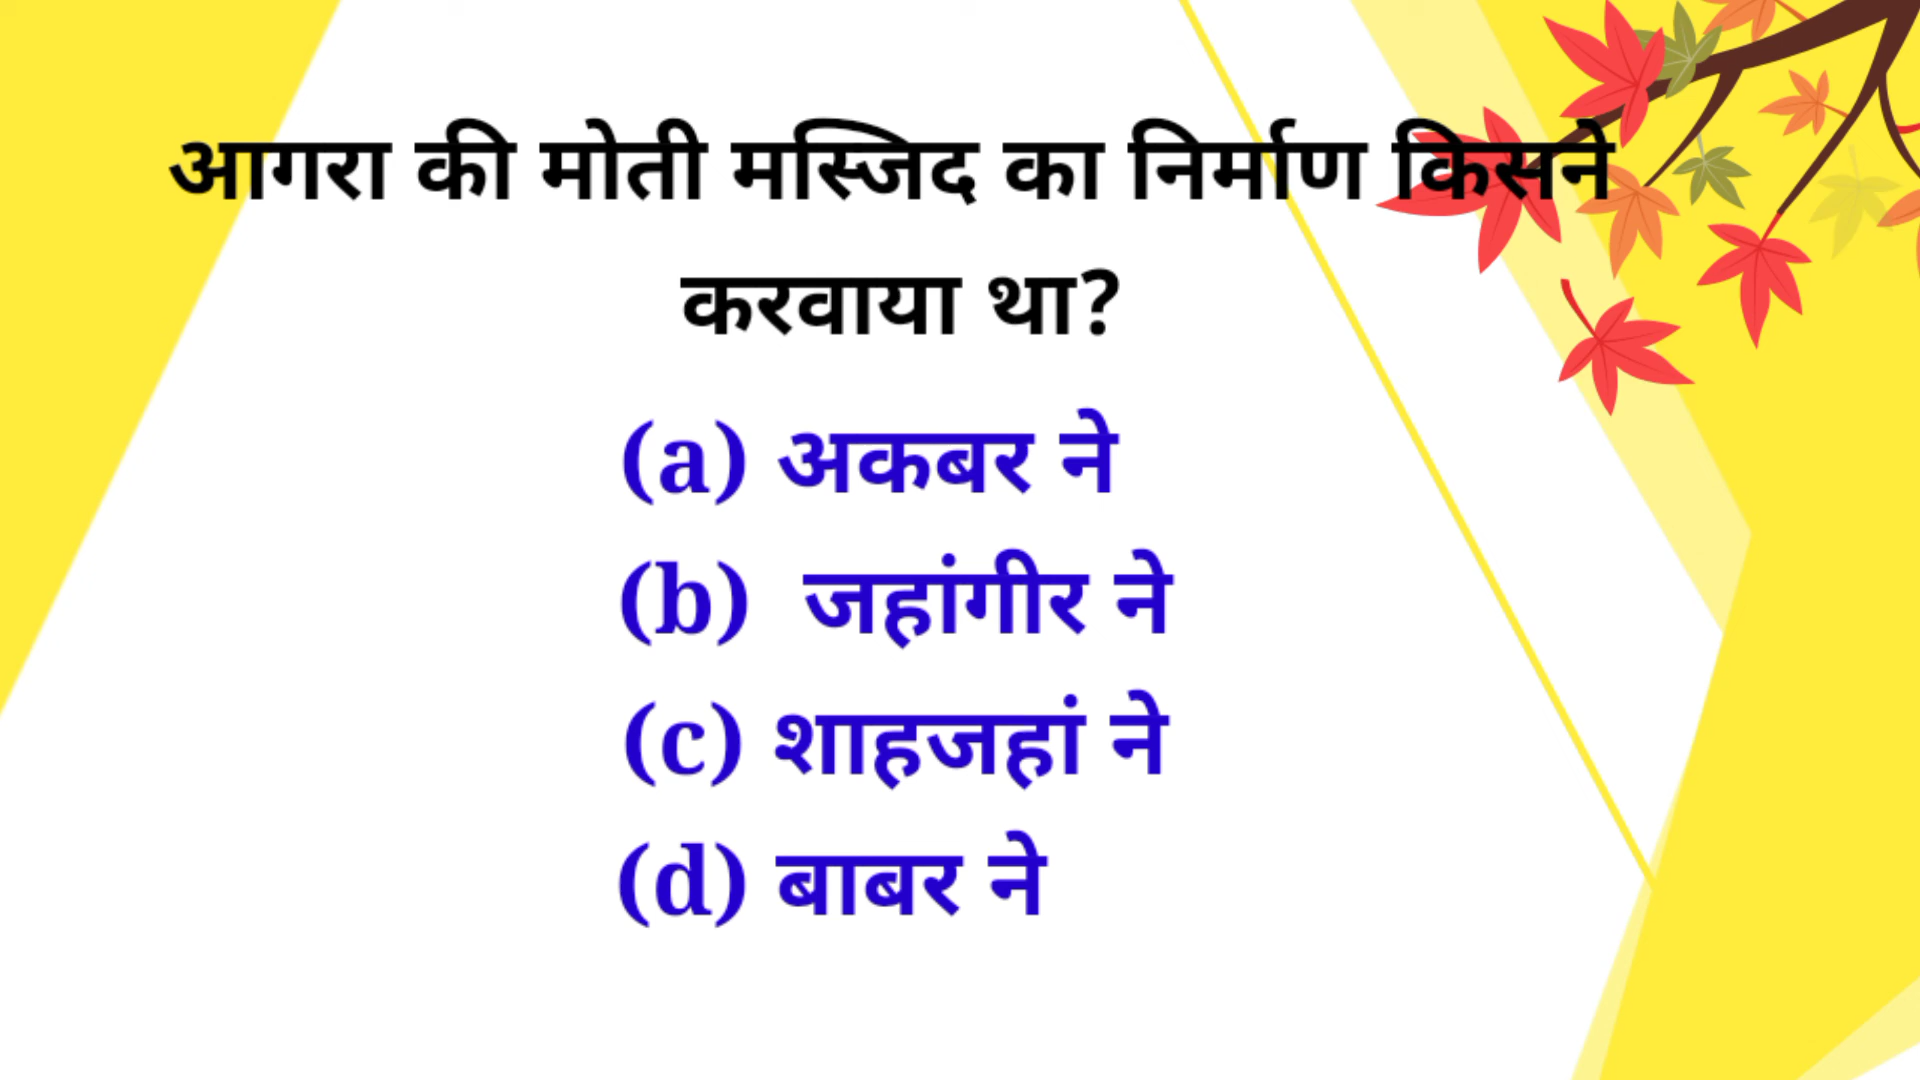 आगरा की मोती मस्जिद का निर्माण किसने
करवाया था?
(a) अकबर ने
(b) जहांगीर ने
(c) शाहजहां ने
(d) बाबर ने